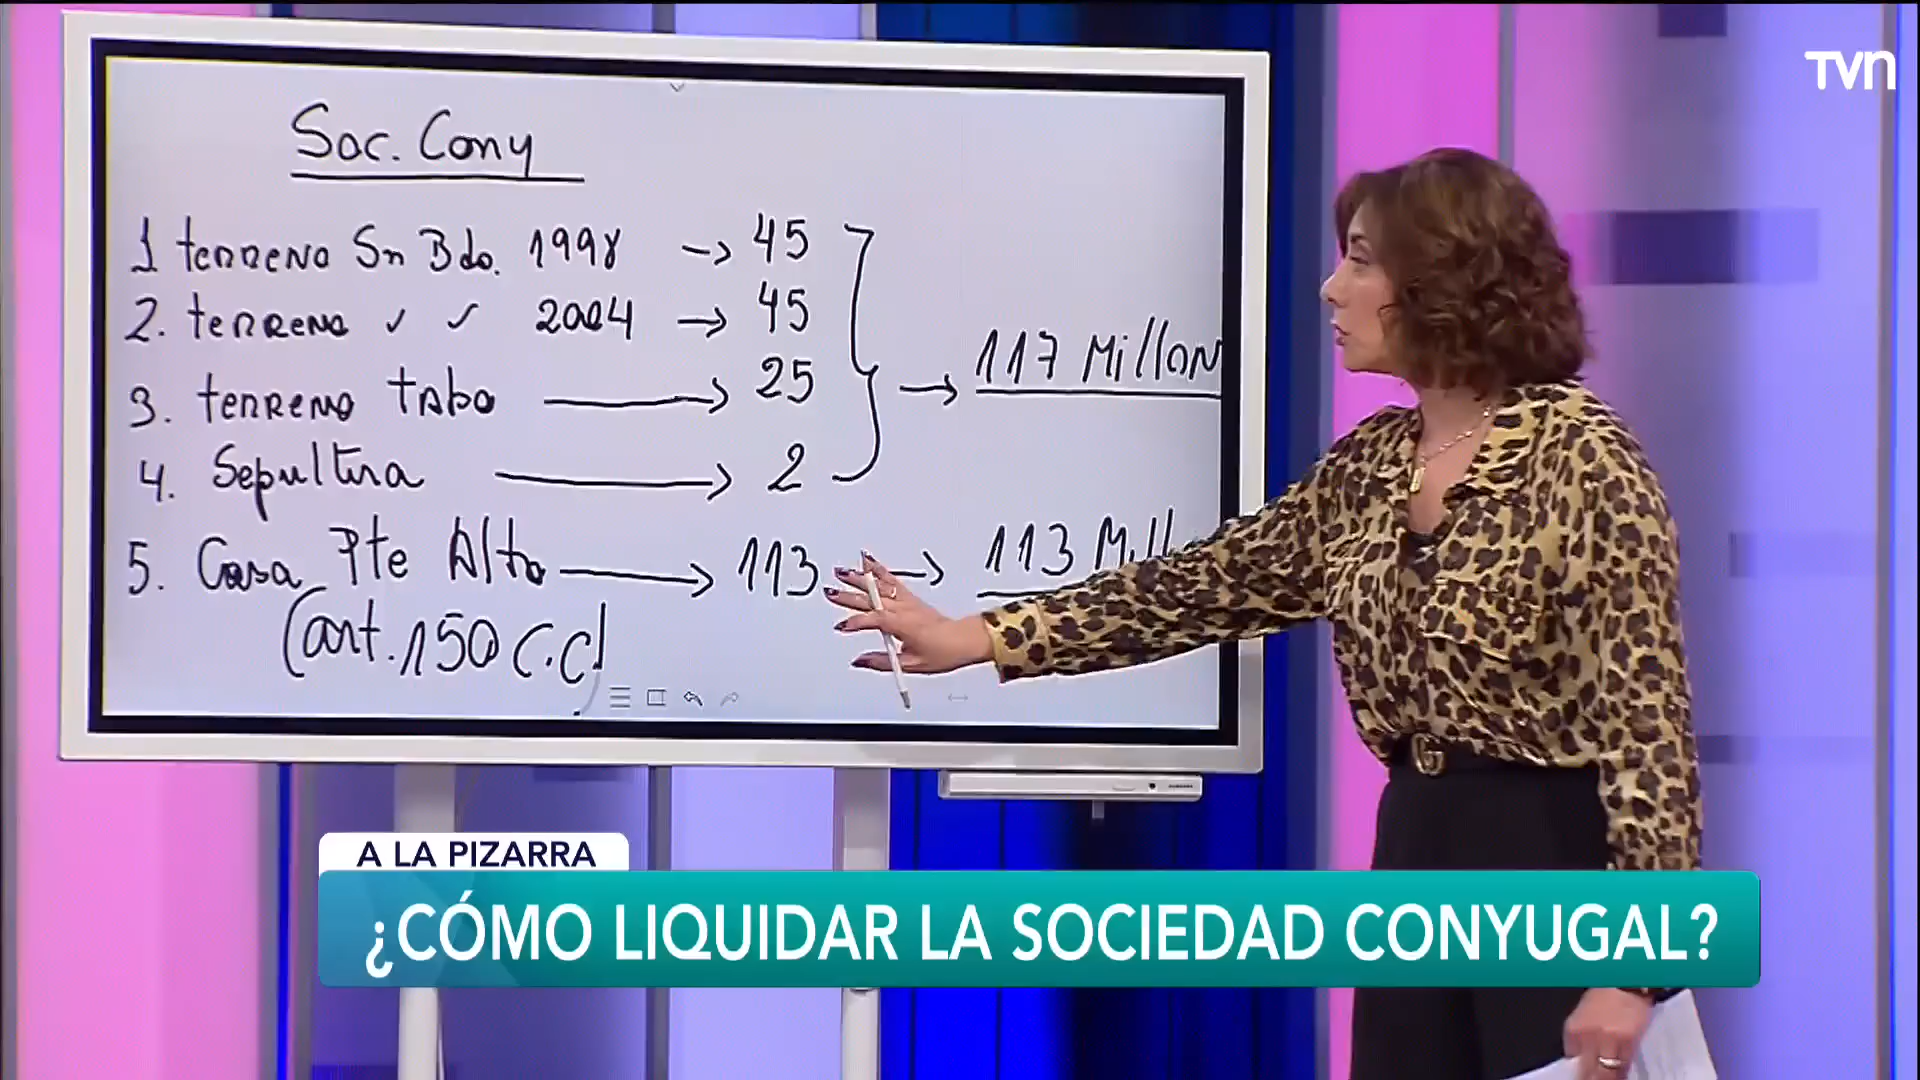 TVN
Soc. Cony
1 terreno Sn Bdo. 1998 → 45
2. terreno ✓ ✓ 2004 → 45
3. terreno tabo → 25
4. Sepultura → 2
→ 117 Millon
5. Casa Pte Alto → 113 → 113 Mill
(art. 150 C.C)
A LA PIZARRA
¿CÓMO LIQUIDAR LA SOCIEDAD CONYUGAL?